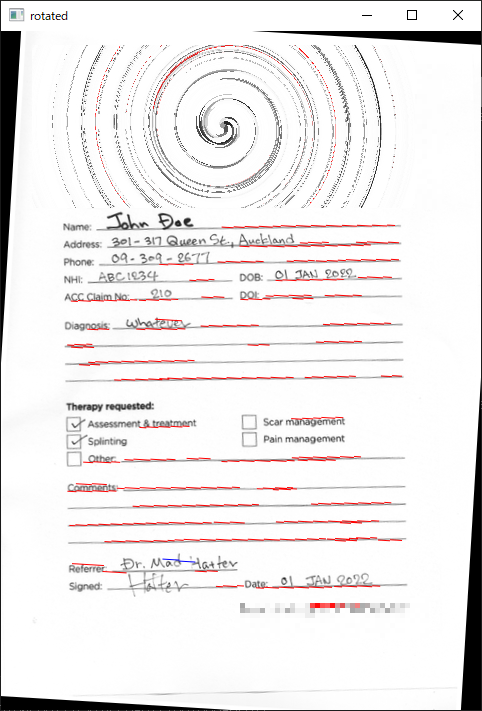 rotated
Name: John Doe
Address: 301-317 Queen St., Auckland
Phone: 09-309-2677
NHI: ABC1234 DOB: 01 JAN 2022
ACC Claim No: 210 DOI:
Diagnosis: Whatever
Therapy requested:
Assessment & treatment Scar management
Splinting Pain management
Other:
Comments:
Referrer: Dr. Mad Hatter
Signed: Hatter Date: 01 JAN 2022